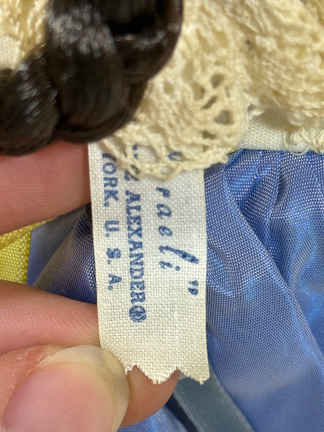 raeli"
ALEXANDER®
YORK, U. S. A.